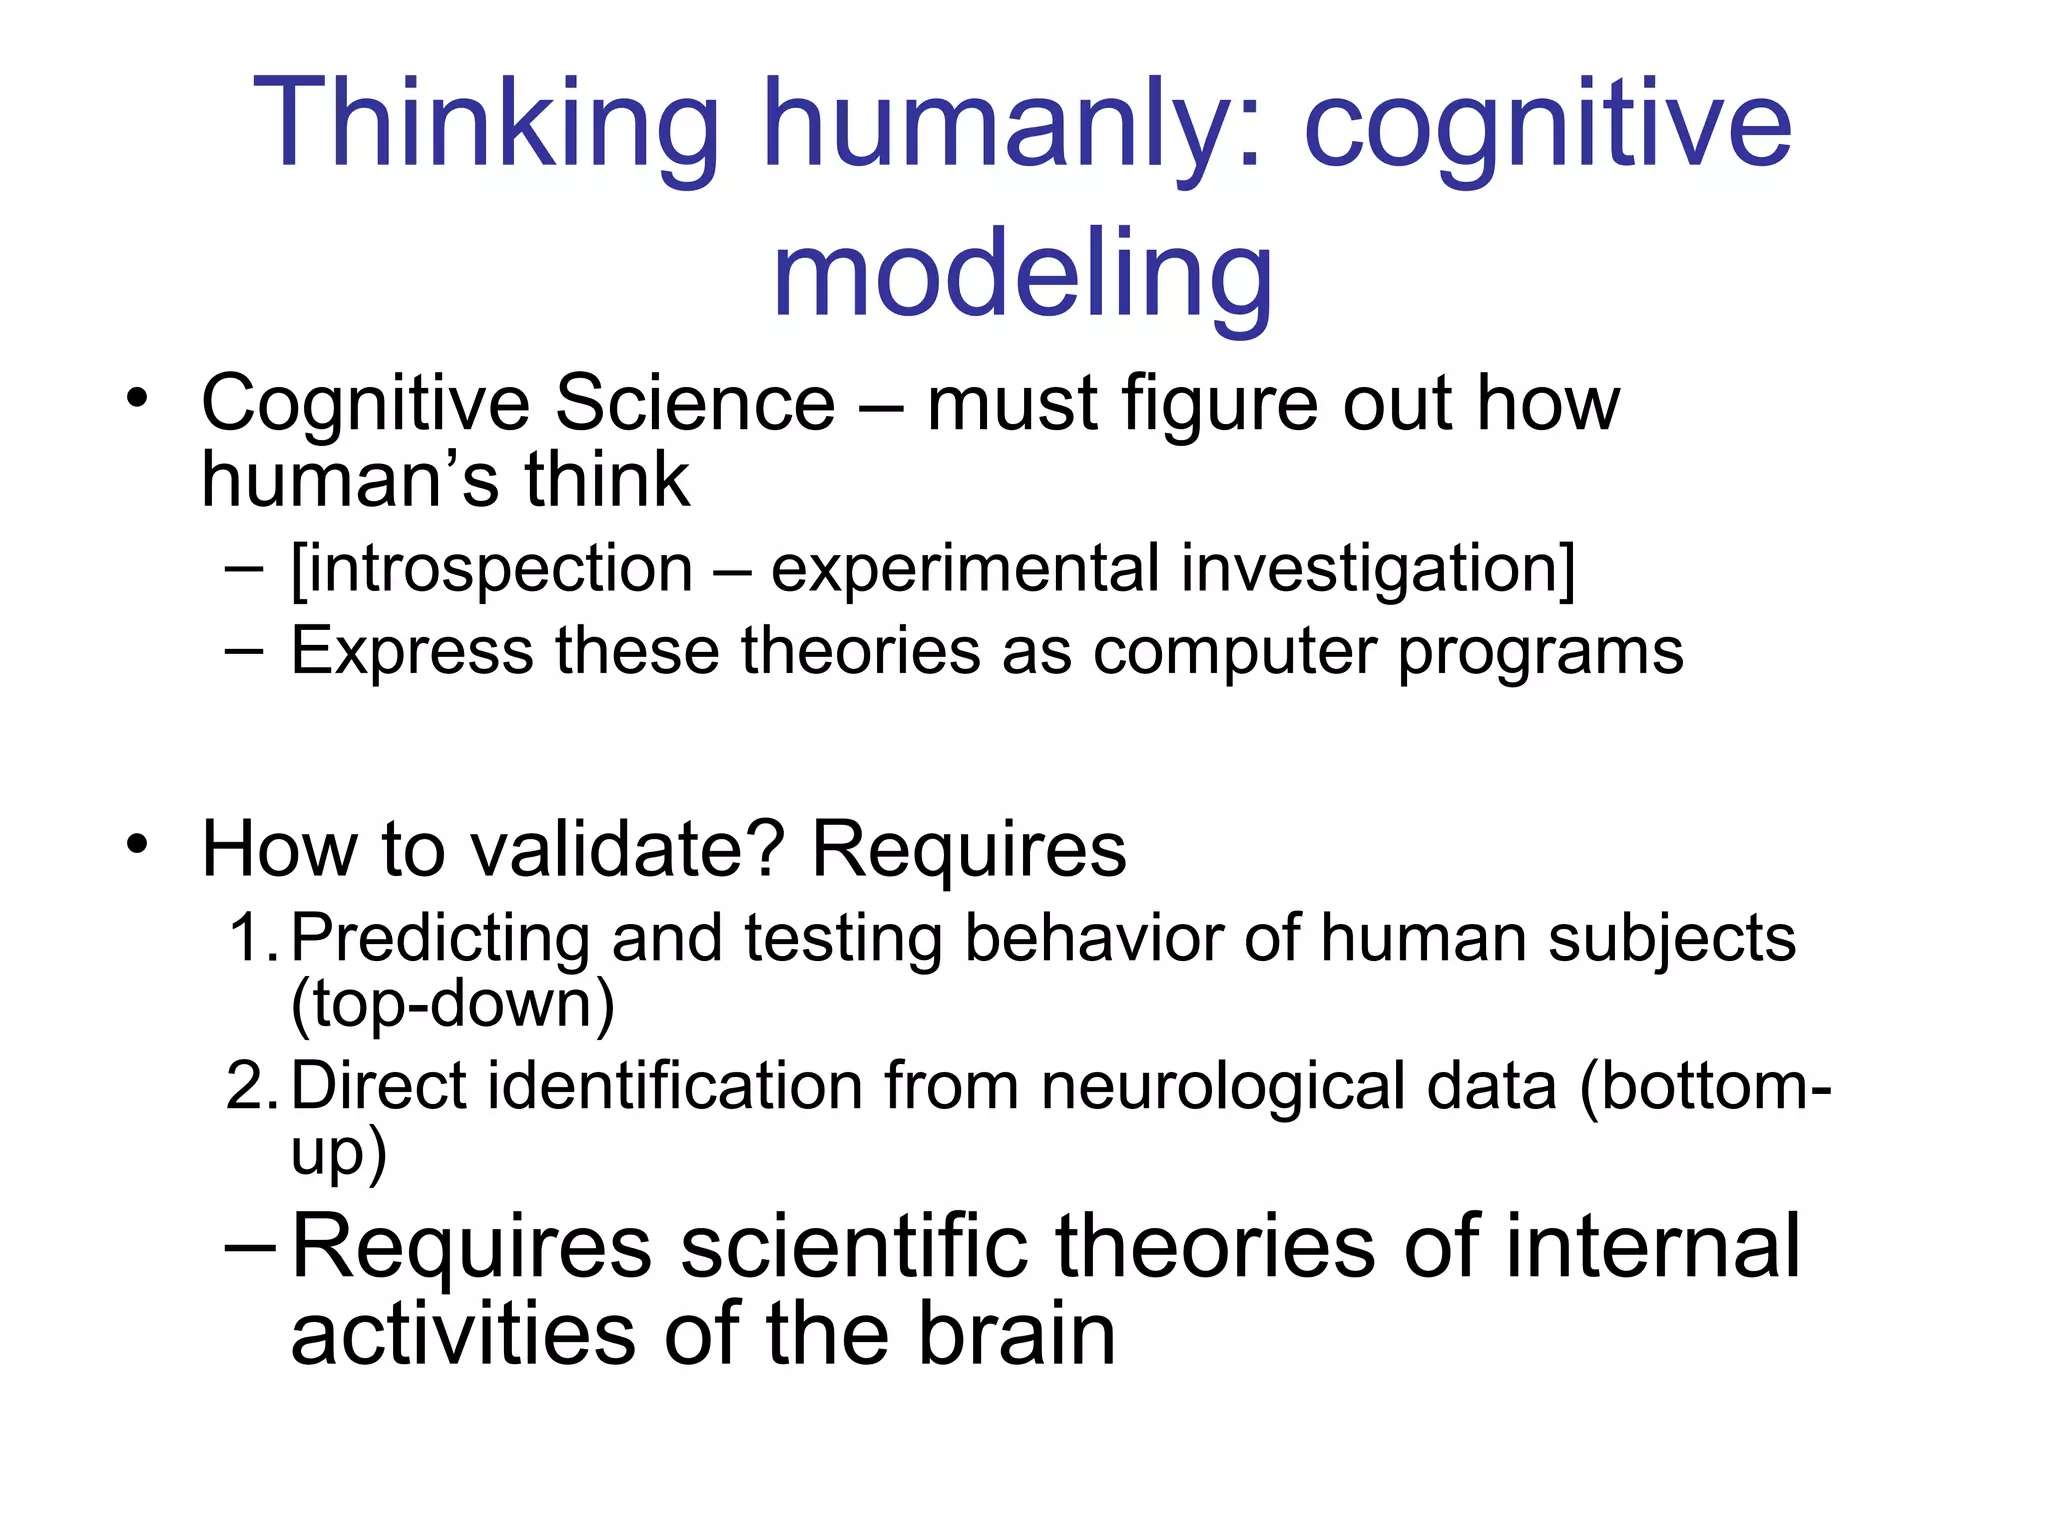 Thinking humanly: cognitive
modeling
• Cognitive Science – must figure out how
human’s think
– [introspection – experimental investigation]
– Express these theories as computer programs
• How to validate? Requires
1. Predicting and testing behavior of human subjects
(top-down)
2. Direct identification from neurological data (bottom-
up)
– Requires scientific theories of internal
activities of the brain